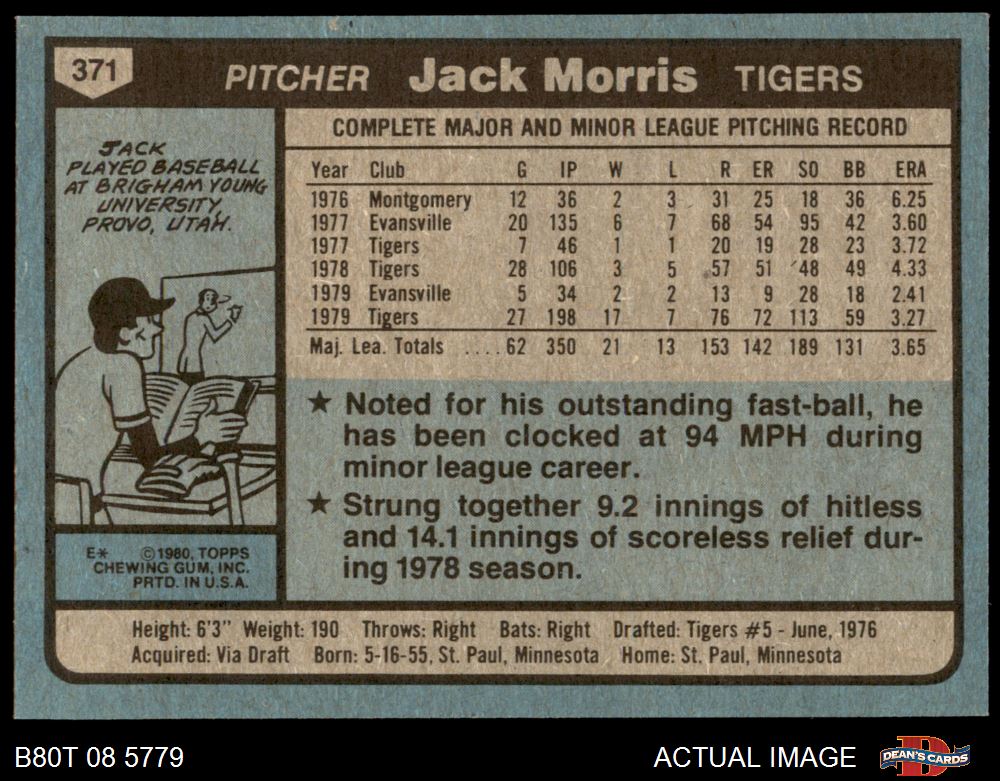 371 PITCHER Jack Morris TIGERS
JACK
PLAYED BASEBALL
AT BRIGHAM YOUNG
UNIVERSITY,
PROVO, UTAH.
COMPLETE MAJOR AND MINOR LEAGUE PITCHING RECORD
Year Club G IP W L R ER SO BB ERA
1976 Montgomery 12 36 2 3 31 25 18 36 6.25
1977 Evansville 20 135 6 7 68 54 95 42 3.60
1977 Tigers 7 46 1 1 20 19 28 23 3.72
1978 Tigers 28 106 3 5 57 51 48 49 4.33
1979 Evansville 5 34 2 2 13 9 28 18 2.41
1979 Tigers 27 198 17 7 76 72 113 59 3.27
Maj. Lea. Totals ....62 350 21 13 153 142 189 131 3.65
★ Noted for his outstanding fast-ball, he
has been clocked at 94 MPH during
minor league career.
★ Strung together 9.2 innings of hitless
and 14.1 innings of scoreless relief dur-
ing 1978 season.
E* ©1980, TOPPS
CHEWING GUM, INC.
PRTD. IN U.S.A.
Height: 6'3" Weight: 190 Throws: Right Bats: Right Drafted: Tigers #5 - June, 1976
Acquired: Via Draft Born: 5-16-55, St. Paul, Minnesota Home: St. Paul, Minnesota
B80T 08 5779 ACTUAL IMAGE D DEAN'S CARDS